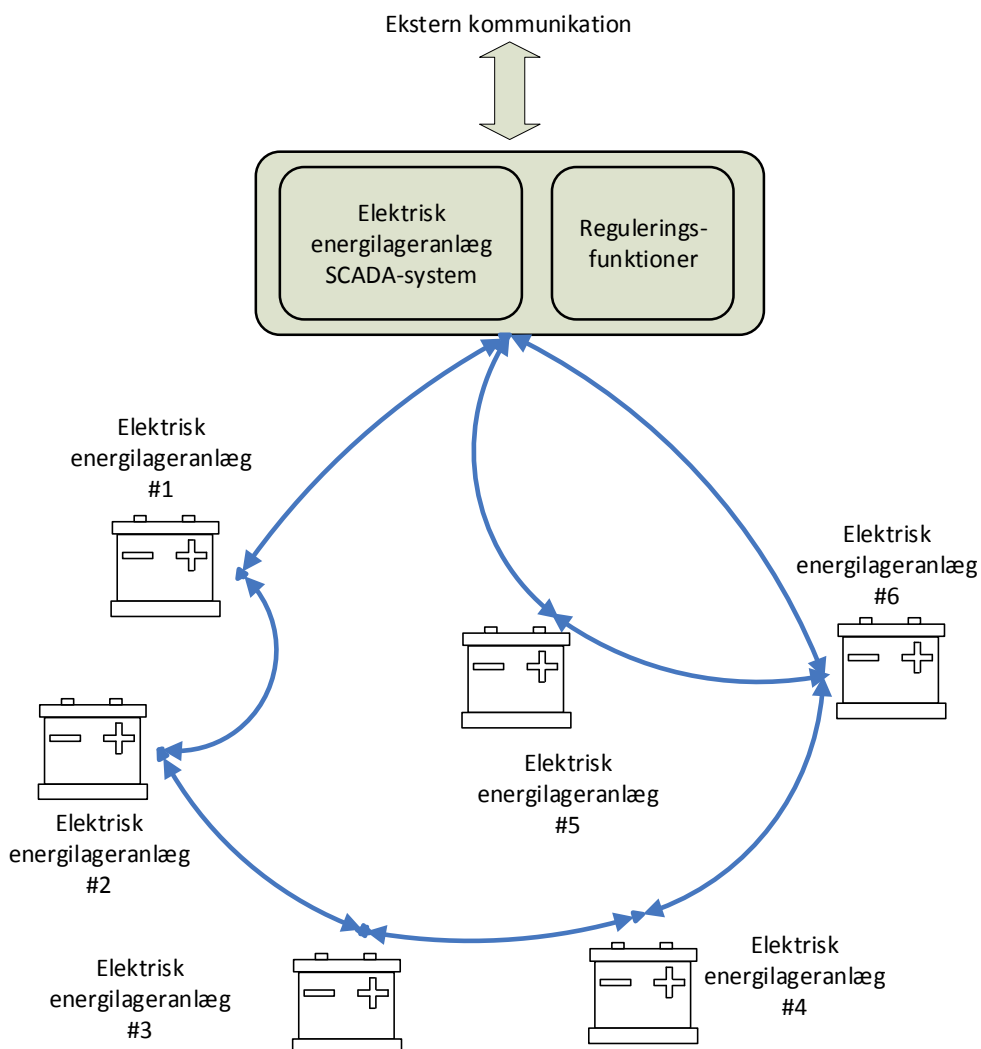 Ekstern kommunikation
Elektrisk
energilageranlæg
SCADA-system
Regulerings-
funktioner
Elektrisk
energilageranlæg
#1
Elektrisk
energilageranlæg
#6
Elektrisk
energilageranlæg
#5
Elektrisk
energilageranlæg
#2
Elektrisk
energilageranlæg
#3
Elektrisk
energilageranlæg
#4